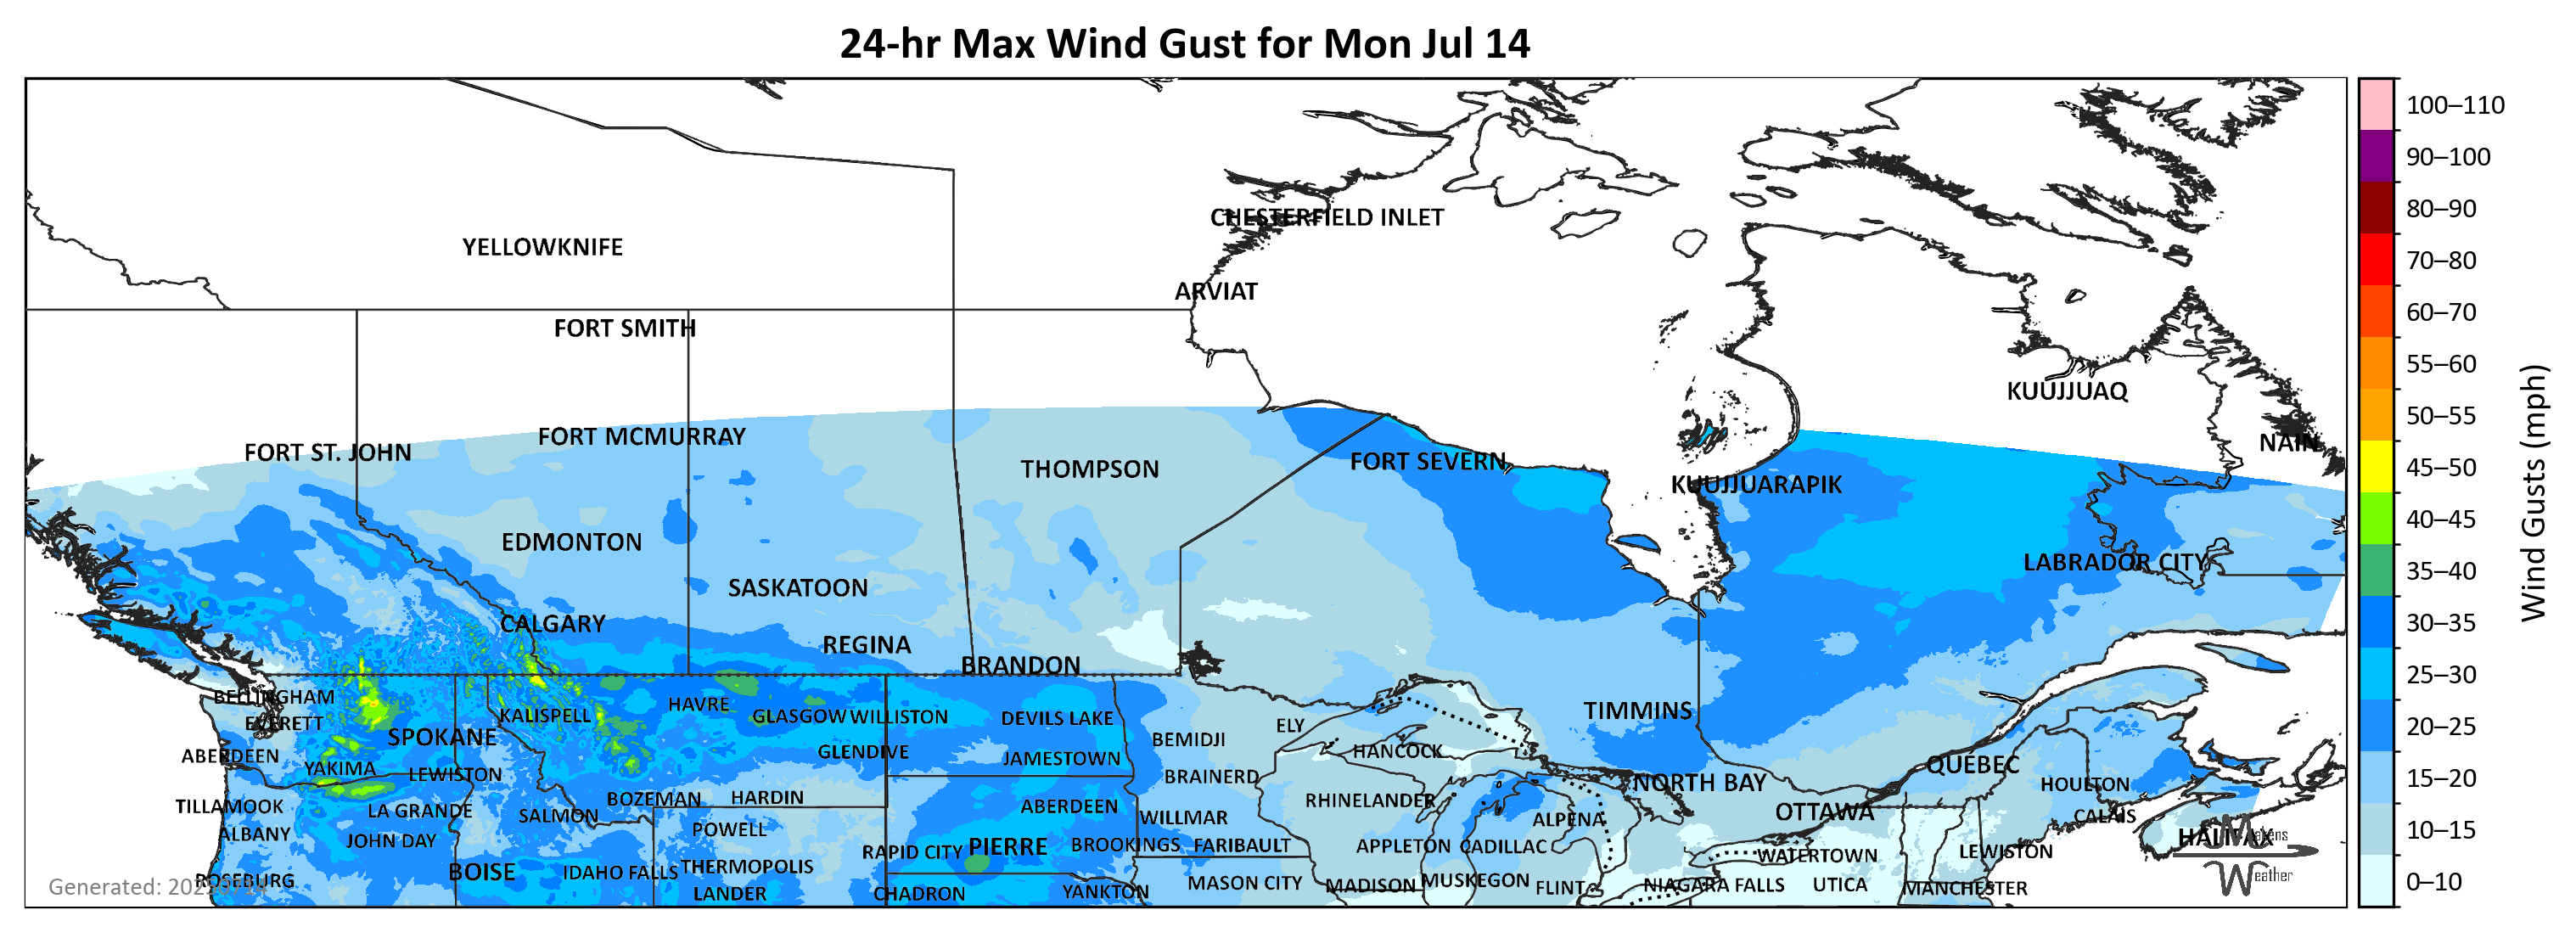 24-hr Max Wind Gust for Mon Jul 14
100–110
90–100
CHESTERFIELD INLET
80–90
YELLOWKNIFE
70–80
ARVIAT
60–70
FORT SMITH
55–60
KUUJJUAQ
50–55
FORT MCMURRAY
NAIN
FORT ST. JOHN
FORT SEVERN
THOMPSON
45–50
KUUJJUARAPIK
40–45
EDMONTON
LABRADOR CITY
35–40
SASKATOON
Wind Gusts (mph)
CALGARY
30–35
REGINA
BRANDON
25–30
BELLINGHAM
HAVRE
TIMMINS
KALISPELL
GLASGOW
WILLISTON
DEVILS LAKE
EVERETT
ELY
20–25
SPOKANE
BEMIDJI
GLENDIVE
HANCOCK
ABERDEEN
JAMESTOWN
QUEBEC
YAKIMA
LEWISTON
BRAINERD
15–20
NORTH BAY
HOULTON
BOZEMAN
HARDIN
RHINELANDER
TILLAMOOK
ABERDEEN
LA GRANDE
OTTAWA
SALMON
WILLMAR
ALPENA
CALAIS
POWELL
10–15
ALBANY
HALIFAX
Makens
JOHN DAY
PIERRE
BROOKINGS
FARIBAULT
APPLETON
CADILLAC
RAPID CITY
LEWISTON
WATERTOWN
THERMOPOLIS
BOISE
IDAHO FALLS
Weather
ROSEBURG
MUSKEGON
0–10
MASON CITY
MADISON
NIAGARA FALLS
UTICA
Generated:
FLINT
MANCHESTER
YANKTON
LANDER
CHADRON